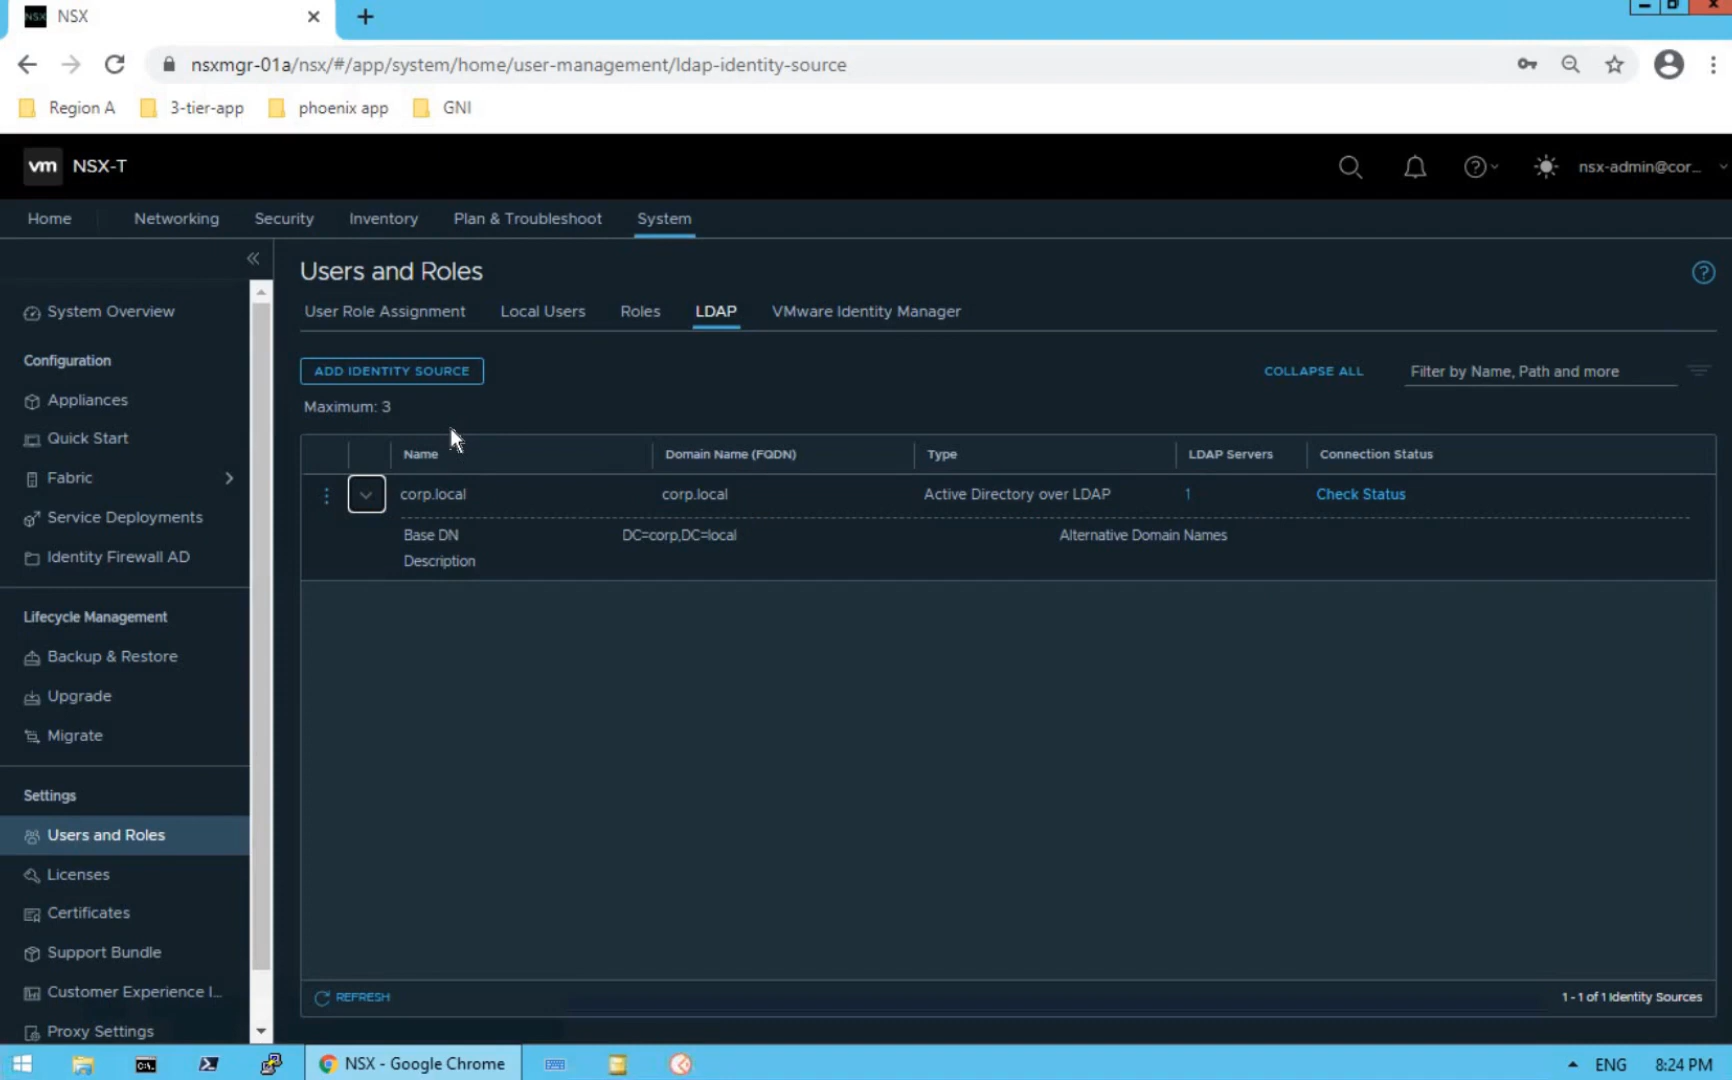 NSX
NSX
nsxmgr-01a/nsx/#/app/system/home/user-management/ldap-identity-source
Region A
3-tier-app
phoenix app
GNI
vm
NSX-T
nsx-admin@cor...
Home
Networking
Security
Inventory
Plan & Troubleshoot
System
Users and Roles
System Overview
User Role Assignment
Local Users
Roles
LDAP
VMware Identity Manager
Configuration
ADD IDENTITY SOURCE
COLLAPSE ALL
Filter by Name, Path and more
Appliances
Maximum: 3
Quick Start
Name
Domain Name (FQDN)
Type
LDAP Servers
Connection Status
Fabric
corp.local
corp.local
Active Directory over LDAP
1
Check Status
Service Deployments
Base DN
DC=corp,DC=local
Alternative Domain Names
Identity Firewall AD
Description
Lifecycle Management
Backup & Restore
Upgrade
Migrate
Settings
Users and Roles
Licenses
Certificates
Support Bundle
Customer Experience I...
REFRESH
1 - 1 of 1 Identity Sources
Proxy Settings
NSX - Google Chrome
ENG
8:24 PM